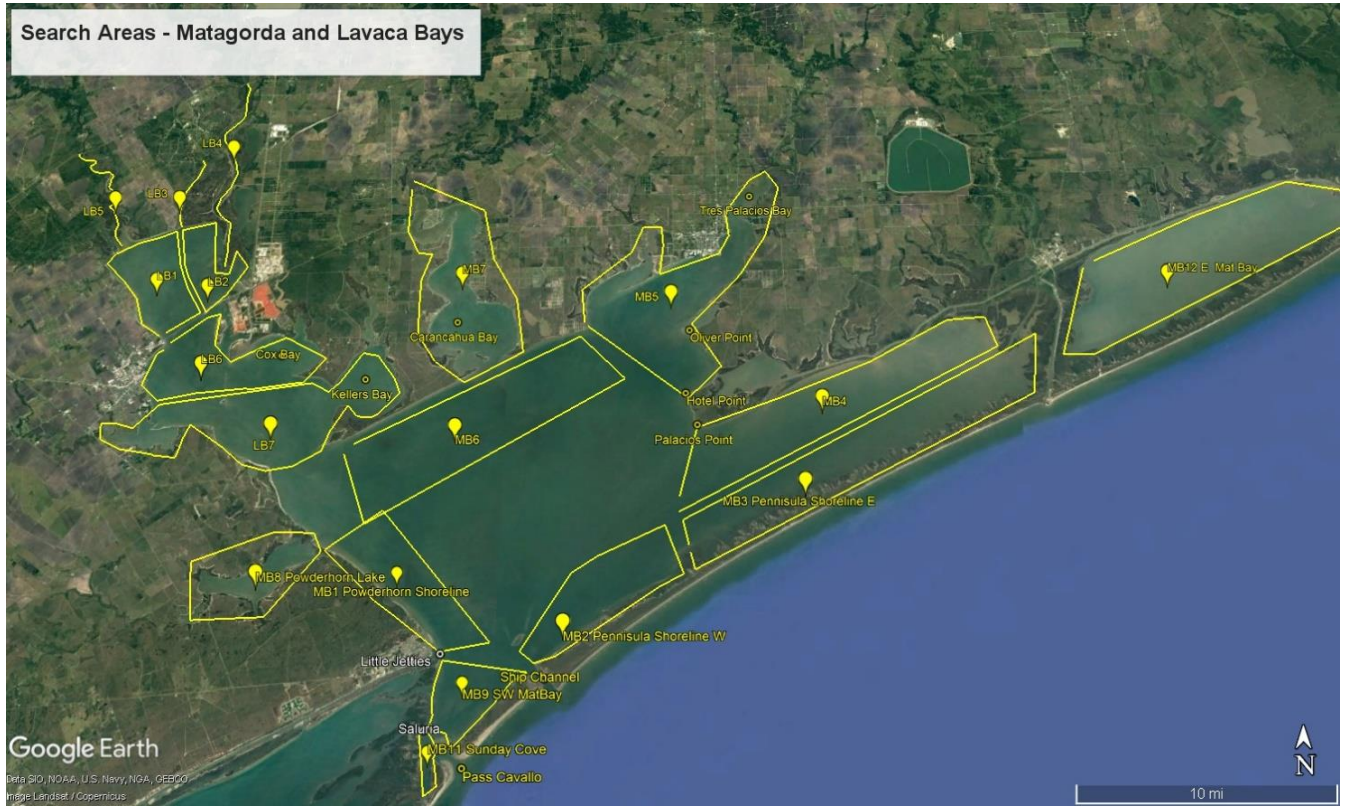 Search Areas - Matagorda and Lavaca Bays
LB4
LB5
LB3
Tres Palacios Bay
LB1
LB2
MB7
MB5
MB12 E Mat Bay
Carancahua Bay
Oliver Point
LB6
Cox Bay
Kellers Bay
Hotel Point
MB4
LB7
MB6
Palacios Point
MB3 Pennisula Shoreline E
MB8 Powderhorn Lake
MB1 Powderhorn Shoreline
MB2 Pennisula Shoreline W
Little Jetties
Ship Channel
MB9 SW MatBay
Saluria
MB11 Sunday Cove
Pass Cavallo
Google Earth
Data SIO, NOAA, U.S. Navy, NGA, GEBCO
Image Landsat / Copernicus
N
10 mi